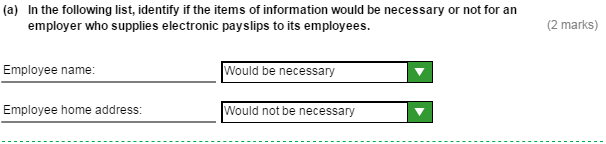 (a) In the following list, identify if the items of information would be necessary or not for an
employer who supplies electronic payslips to its employees. (2 marks)
Employee name: Would be necessary
Employee home address: Would not be necessary